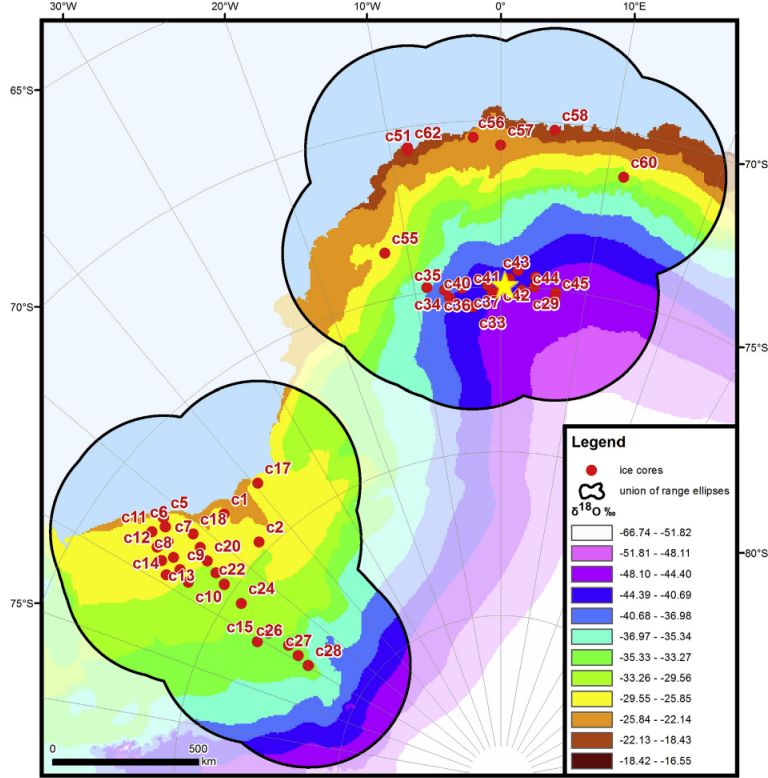 30°W 20°W 10°W 0° 10°E
65°S
c58
c56
c57
c62
c51
70°S
c60
c55
c43
c35 c40 c41 c44 c45
70°S
c34 c36 c37 c42 c29
c33
75°S
Legend
ice cores
c17
union of range ellipses
δ18O ‰
c1
c5
c6
c11
c18
c7
c2
-66.74 - -51.82
c12
c8
c20
-51.81 - -48.11
c9
c14
c22
80°S
c13
-48.10 - -44.40
c24
c10
-44.39 - -40.69
75°S
-40.68 - -36.98
c15 c26
c27
-36.97 - -35.34
c28
-35.33 - -33.27
-33.26 - -29.56
-29.55 - -25.85
-25.84 - -22.14
-22.13 - -18.43
0 500
km
-18.42 - -16.55